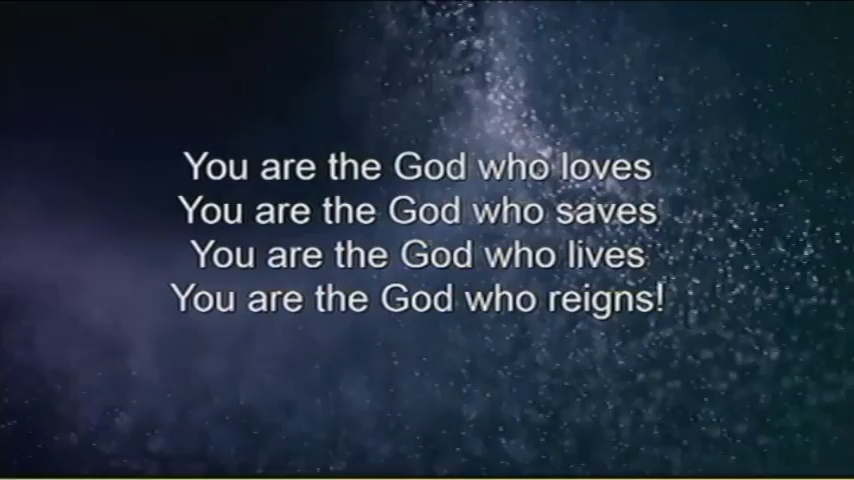 You are the God who loves
You are the God who saves
You are the God who lives
You are the God who reigns!